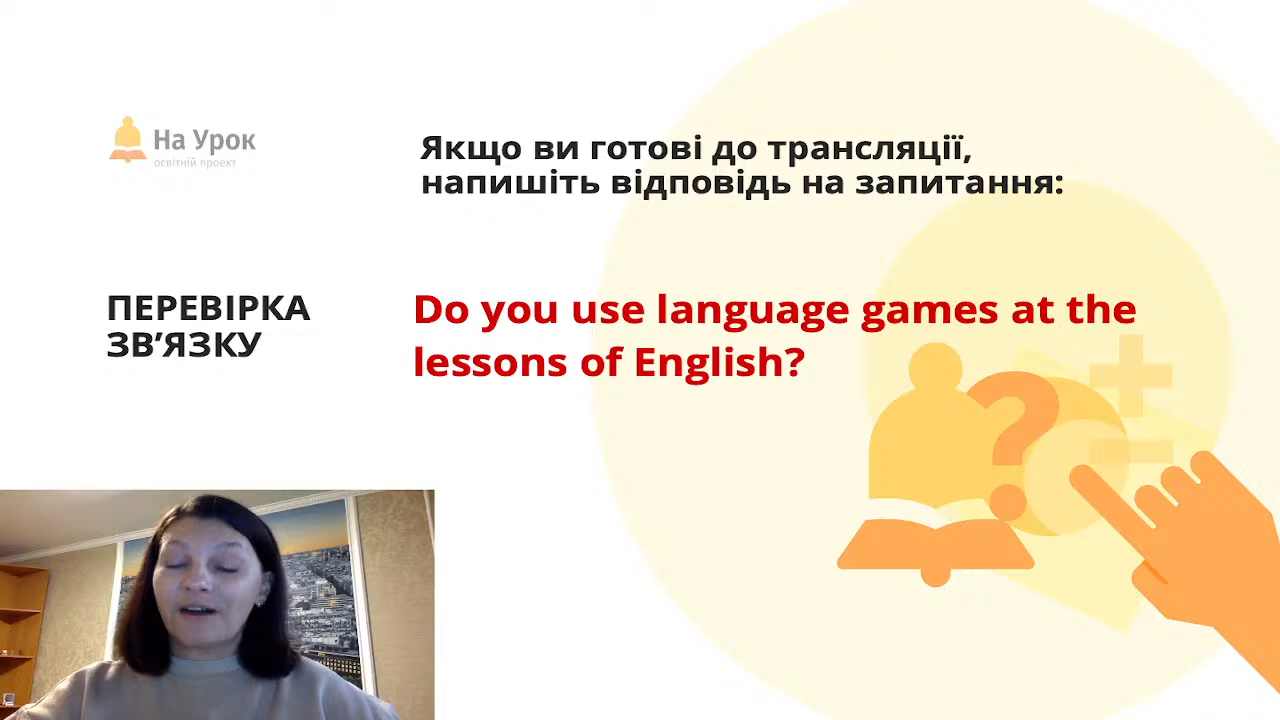 На Урок
освітній проект
Якщо ви готові до трансляції,
напишіть відповідь на запитання:
ПЕРЕВІРКА
ЗВ’ЯЗКУ
Do you use language games at the
lessons of English?